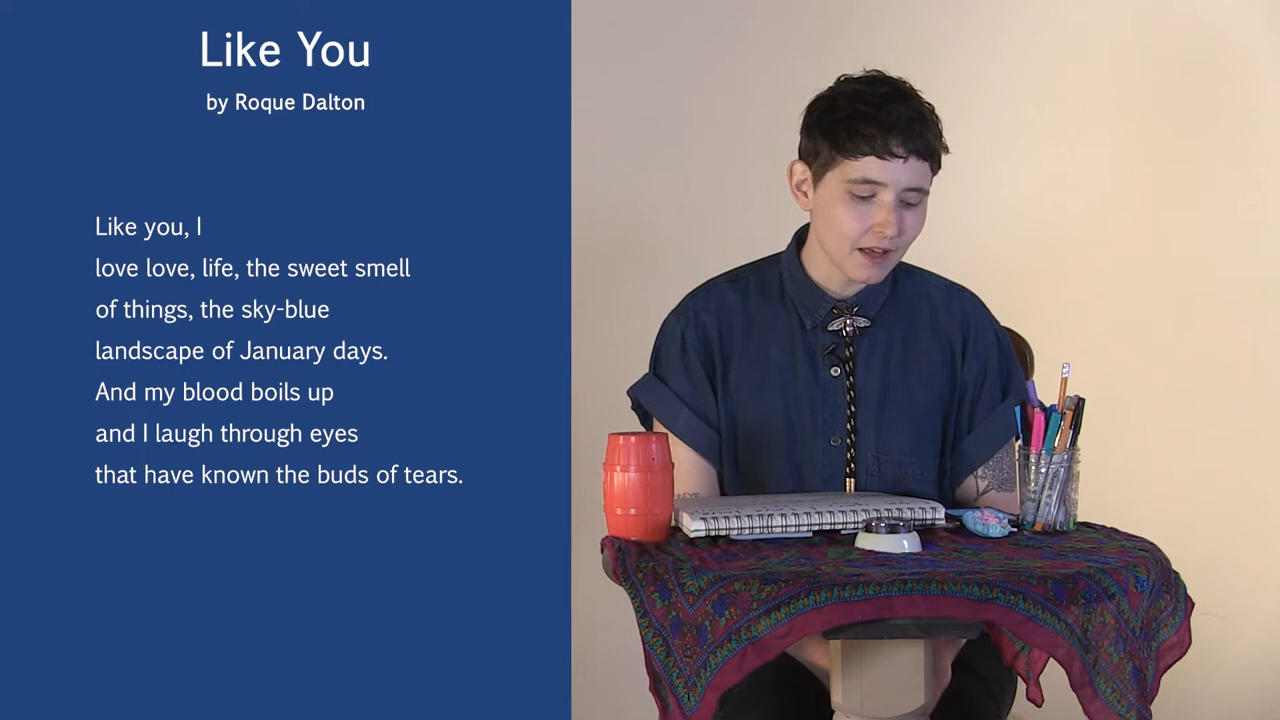 Like You
by Roque Dalton
Like you, I
love love, life, the sweet smell
of things, the sky-blue
landscape of January days.
And my blood boils up
and I laugh through eyes
that have known the buds of tears.